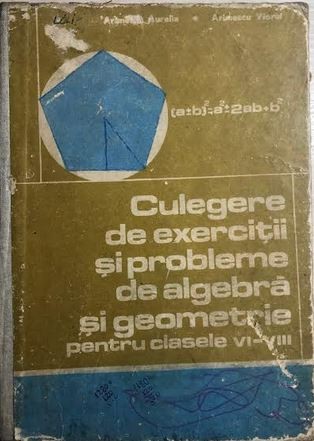 Aurelia * Arimescu Viorel
(a±b)²=a²±2ab+b²
Culegere
de exerciții
și probleme
de algebră
și geometrie
pentru clasele VI-VIII